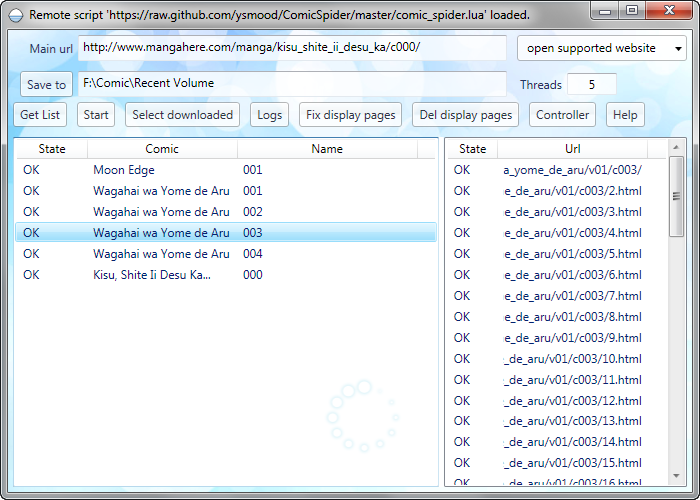 Remote script 'https://raw.github.com/ysmood/ComicSpider/master/comic_spider.lua' loaded.
Main url http://www.mangahere.com/manga/kisu_shite_ii_desu_ka/c000/ open supported website
Save to F:\Comic\Recent Volume Threads 5
Get List Start Select downloaded Logs Fix display pages Del display pages Controller Help
State Comic Name
OK Moon Edge 001
OK Wagahai wa Yome de Aru 001
OK Wagahai wa Yome de Aru 002
OK Wagahai wa Yome de Aru 003
OK Wagahai wa Yome de Aru 004
OK Kisu, Shite Ii Desu Ka... 000
State Url
OK a_yome_de_aru/v01/c003/
OK e_de_aru/v01/c003/2.html
OK e_de_aru/v01/c003/3.html
OK e_de_aru/v01/c003/4.html
OK e_de_aru/v01/c003/5.html
OK e_de_aru/v01/c003/6.html
OK e_de_aru/v01/c003/7.html
OK e_de_aru/v01/c003/8.html
OK e_de_aru/v01/c003/9.html
OK _de_aru/v01/c003/10.html
OK _de_aru/v01/c003/11.html
OK _de_aru/v01/c003/12.html
OK _de_aru/v01/c003/13.html
OK _de_aru/v01/c003/14.html
OK _de_aru/v01/c003/15.html
OK _de_aru/v01/c003/16.html